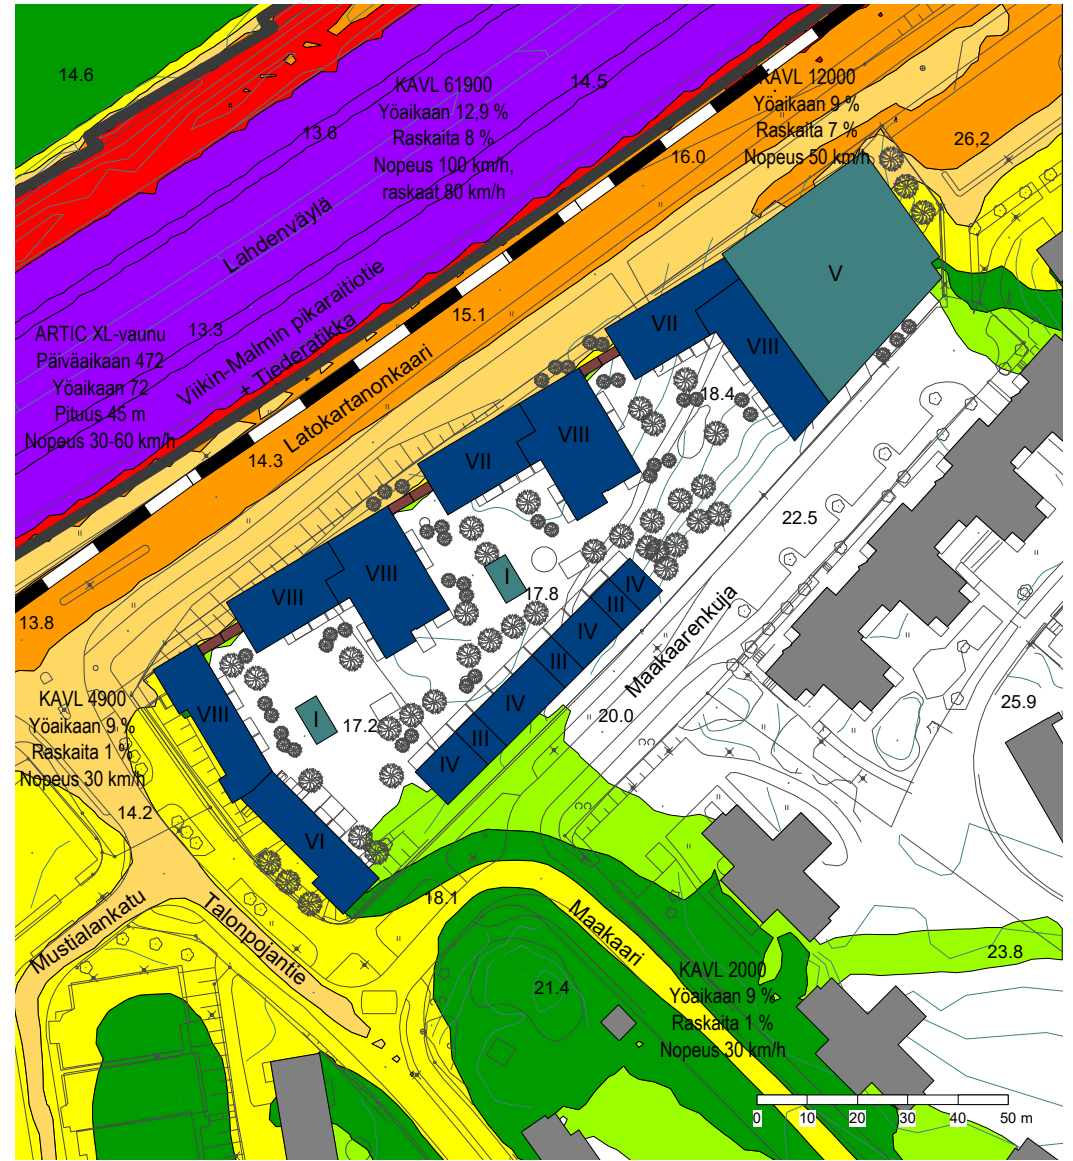 14.6
KAVL 61900
Yöaikaan 12,9 %
Raskaita 8 %
Nopeus 100 km/h,
raskaat 80 km/h
14.5
13.6
KAVL 12000
Yöaikaan 9 %
Raskaita 7 %
Nopeus 50 km/h
16.0
26,2
Lahdenväylä
Viikin-Malmin pikaraitiotie
+ Tiederatikka
13.3
15.1
ARTIC XL-vaunu
Päiväaikaan 472
Yöaikaan 72
Pituus 45 m
Nopeus 30-60 km/h
Latokartanonkaari
14.3
V
VII
VIII
18.4
VII
VIII
22.5
VIII
VIII
I
17.8
IV
III
IV
III
IV
III
IV
Maakaarenkuja
13.8
KAVL 4900
Yöaikaan 9 %
Raskaita 1 %
Nopeus 30 km/h
VIII
I
17.2
20.0
25.9
14.2
VI
18.1
Mustialankatu
Talonpojantie
Maakaari
23.8
21.4
KAVL 2000
Yöaikaan 9 %
Raskaita 1 %
Nopeus 30 km/h
0 10 20 30 40 50 m